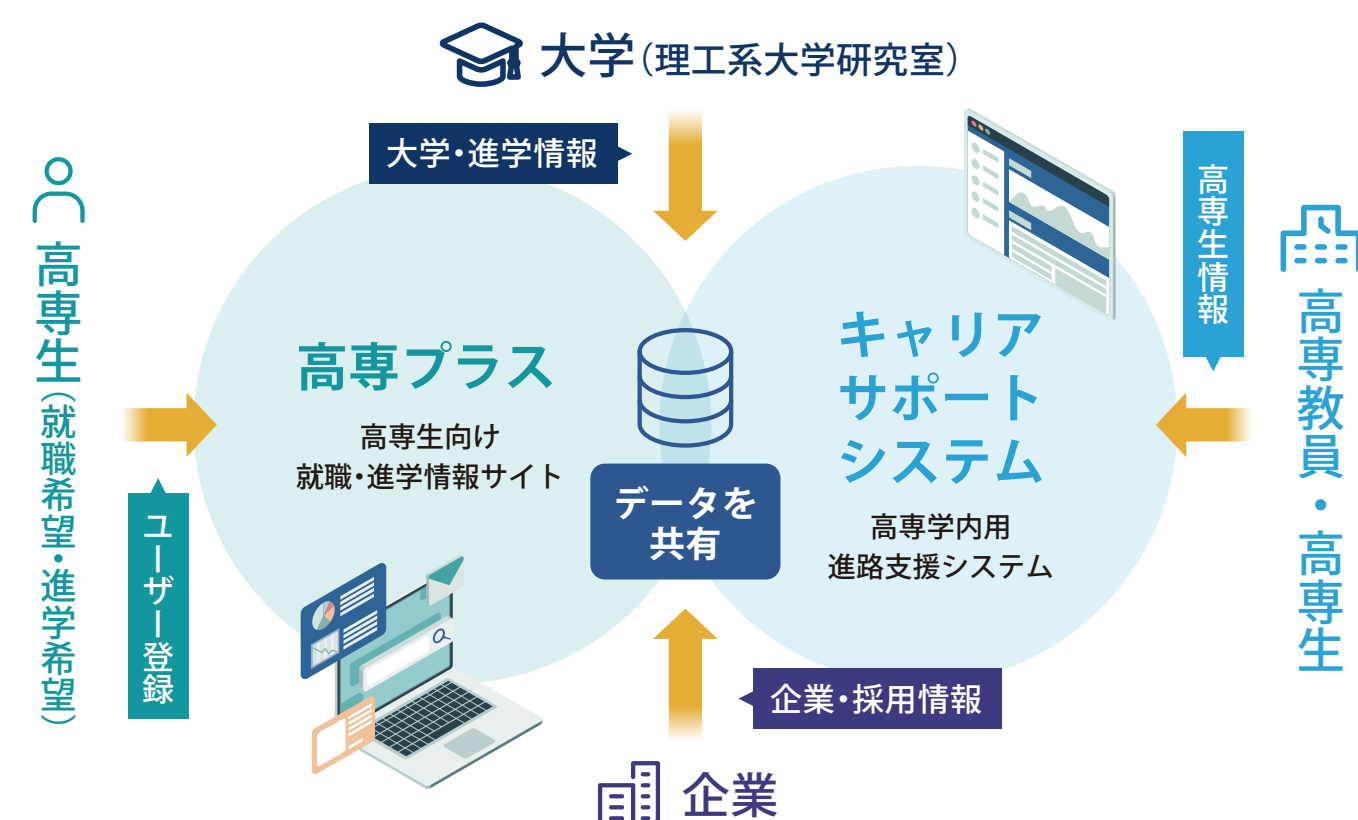 大学（理工系大学研究室）
大学・進学情報
高専生（就職希望・進学希望）
ユーザー登録
高専プラス
高専生向け
就職・進学情報サイト
データを
共有
キャリア
サポート
システム
高専学内用
進路支援システム
高専生情報
高専教員・高専生
企業・採用情報
企業